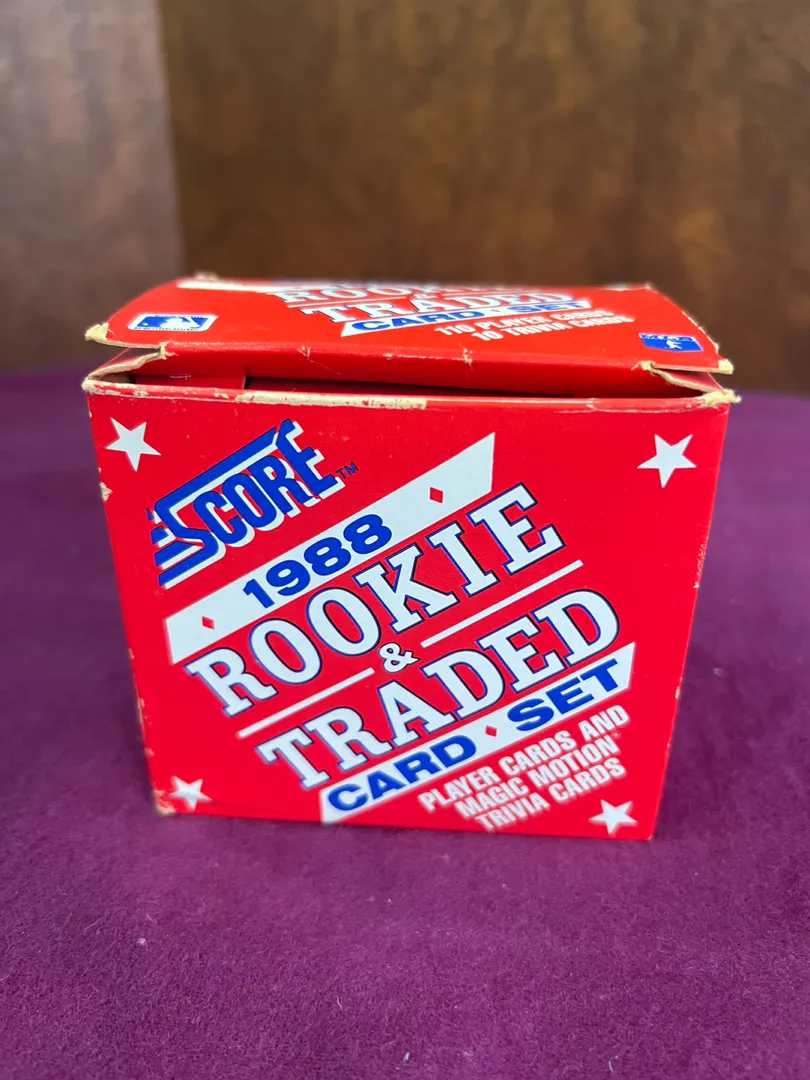 TRADED
CARD · SET
110 PLAYER CARDS
10 TRIVIA CARDS
SCORE™
1988
ROOKIE
&
TRADED
CARD · SET
PLAYER CARDS AND
MAGIC MOTION®
TRIVIA CARDS